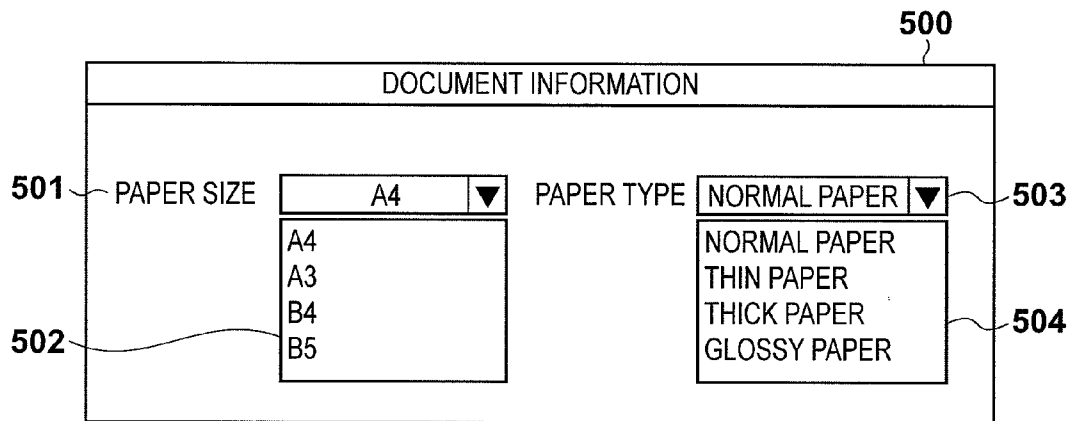 500
DOCUMENT INFORMATION
501 PAPER SIZE A4 PAPER TYPE NORMAL PAPER 503
A4
A3
B4
B5
502
NORMAL PAPER
THIN PAPER
THICK PAPER
GLOSSY PAPER
504